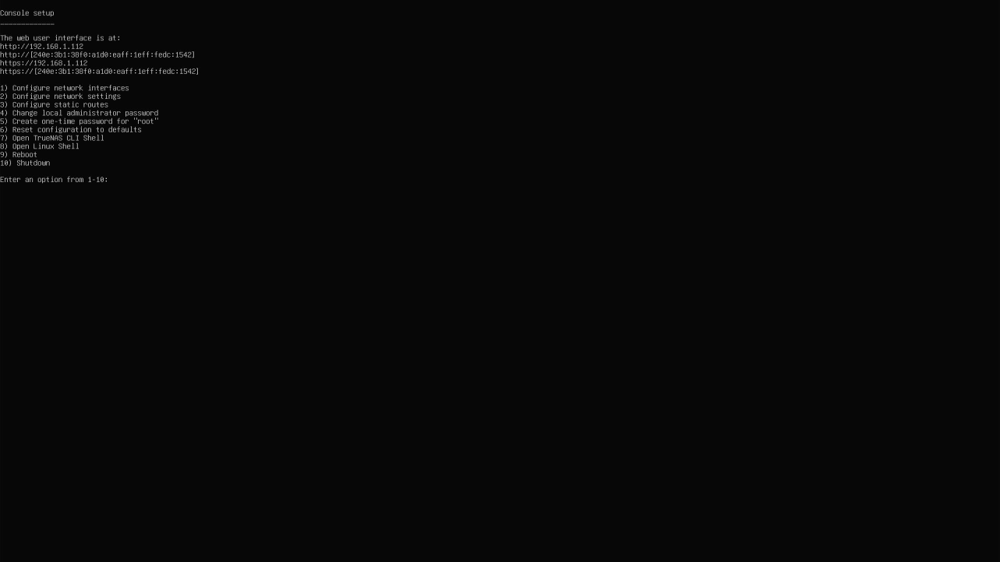 Console setup
-------------
The web user interface is at:
http://192.168.1.112
http://[240e:3b1:38f0:a1d0:eaff:1eff:fedc:1542]
https://192.168.1.112
https://[240e:3b1:38f0:a1d0:eaff:1eff:fedc:1542]
1) Configure network interfaces
2) Configure network settings
3) Configure static routes
4) Change local administrator password
5) Create one-time password for "root"
6) Reset configuration to defaults
7) Open TrueNAS CLI Shell
8) Open Linux Shell
9) Reboot
10) Shutdown
Enter an option from 1-10: